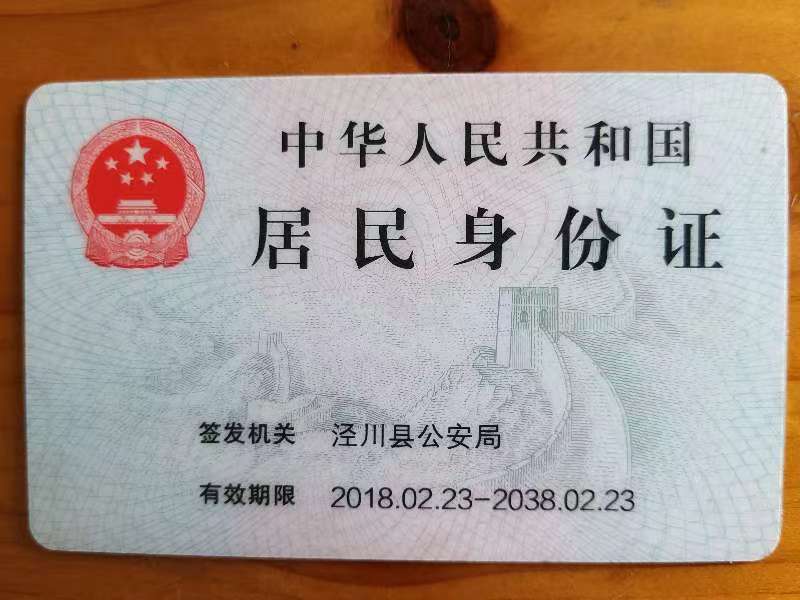 中华人民共和国
居民身份证
签发机关 泾川县公安局
有效期限 2018.02.23-2038.02.23